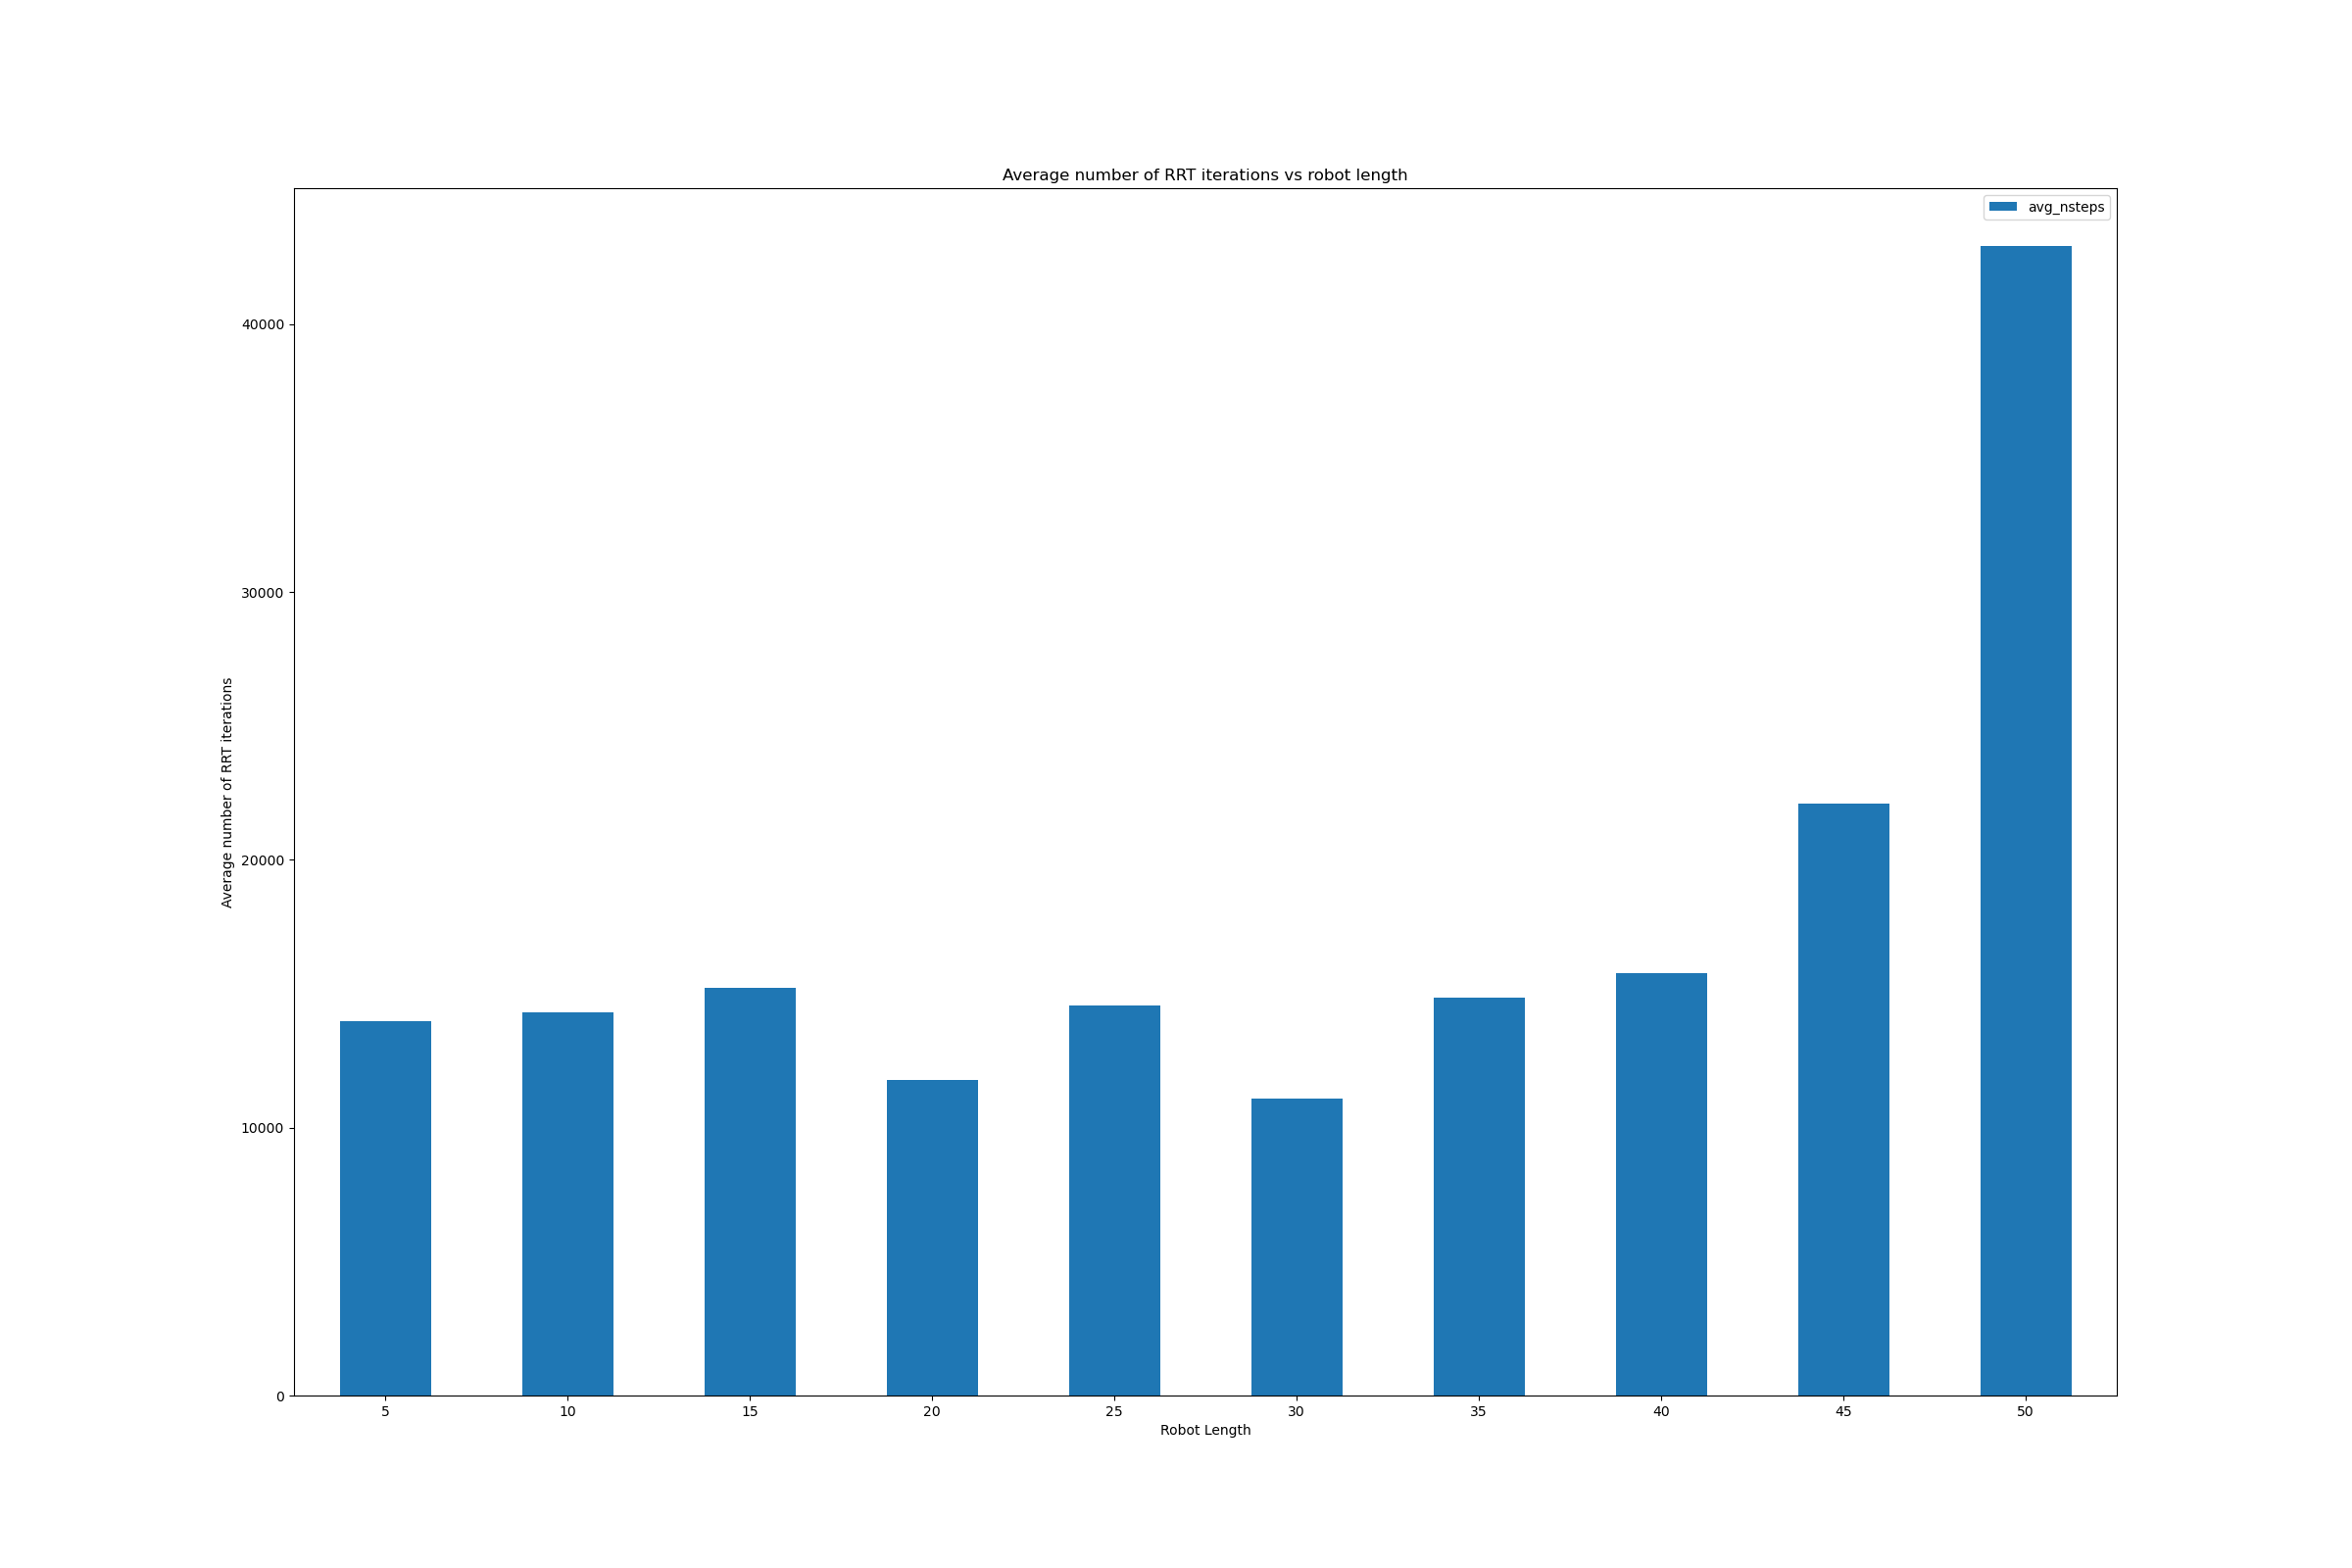 Average number of RRT iterations vs robot length
avg_nsteps
Average number of RRT iterations
40000
30000
20000
10000
0
5 10 15 20 25 30 35 40 45 50
Robot Length